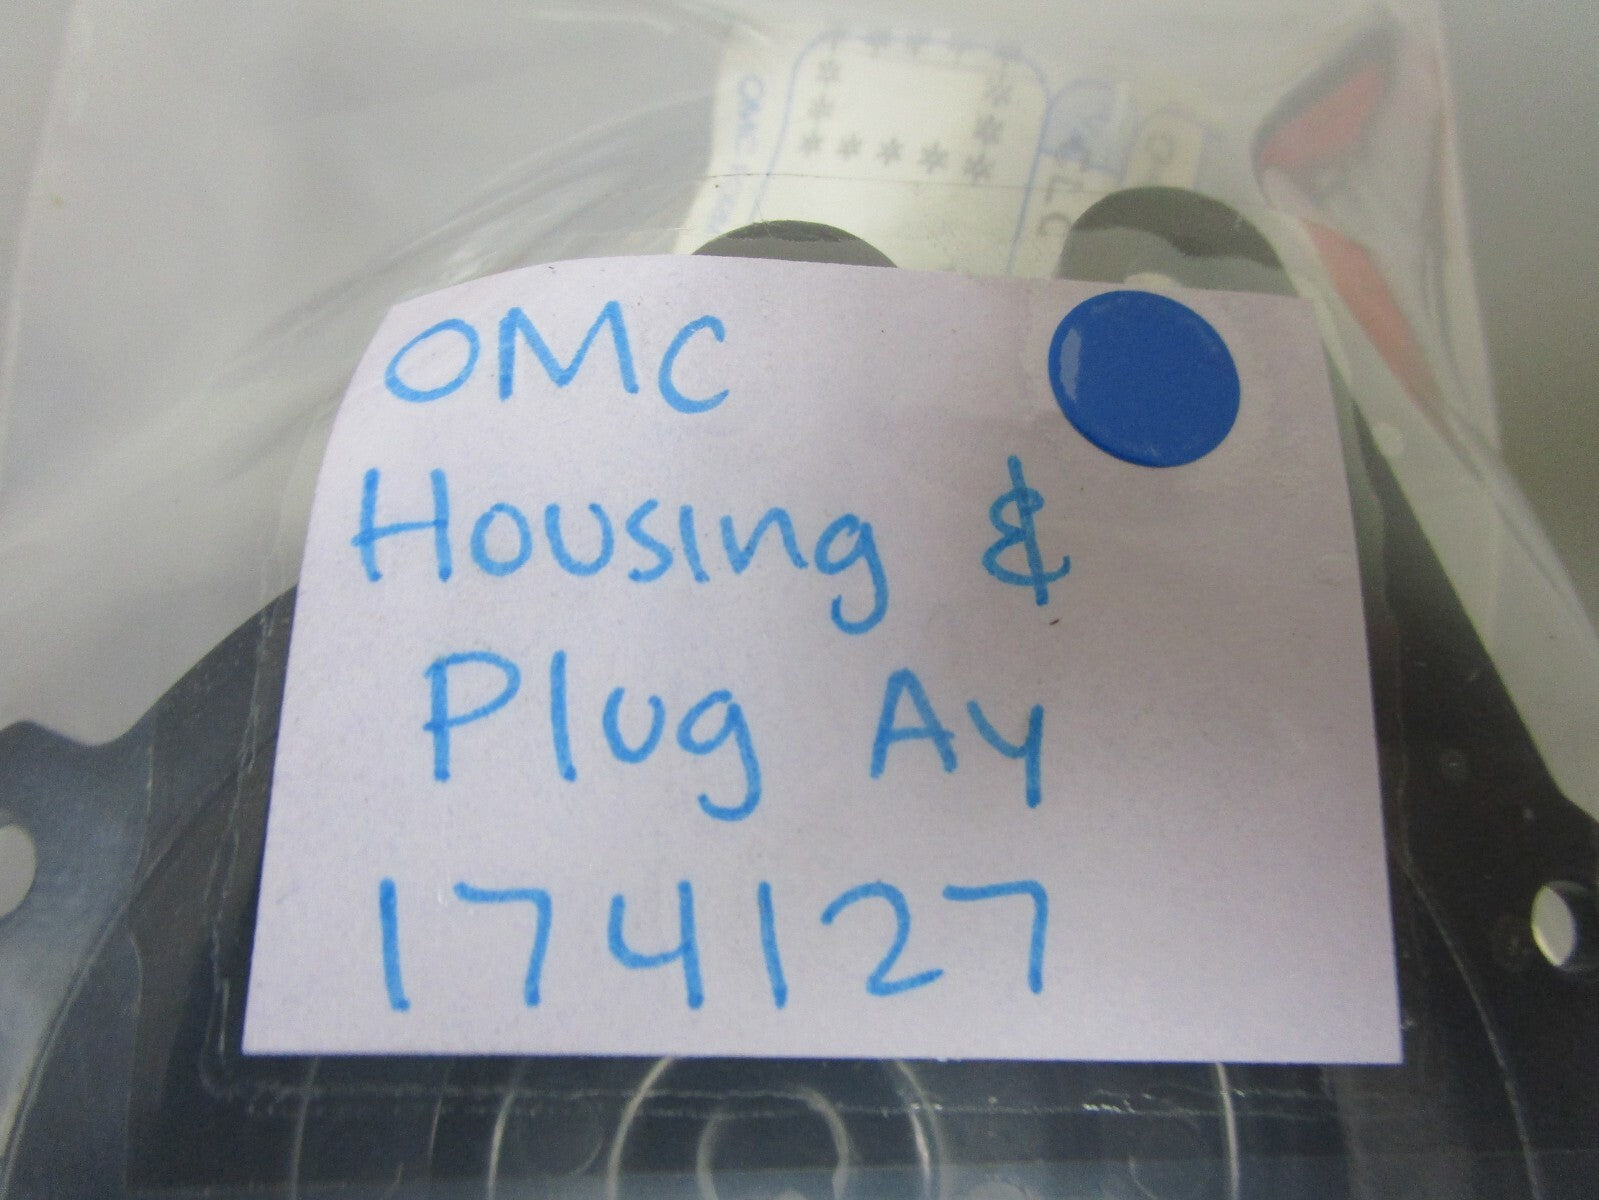 OMC
Housing &
Plug Ay
174127